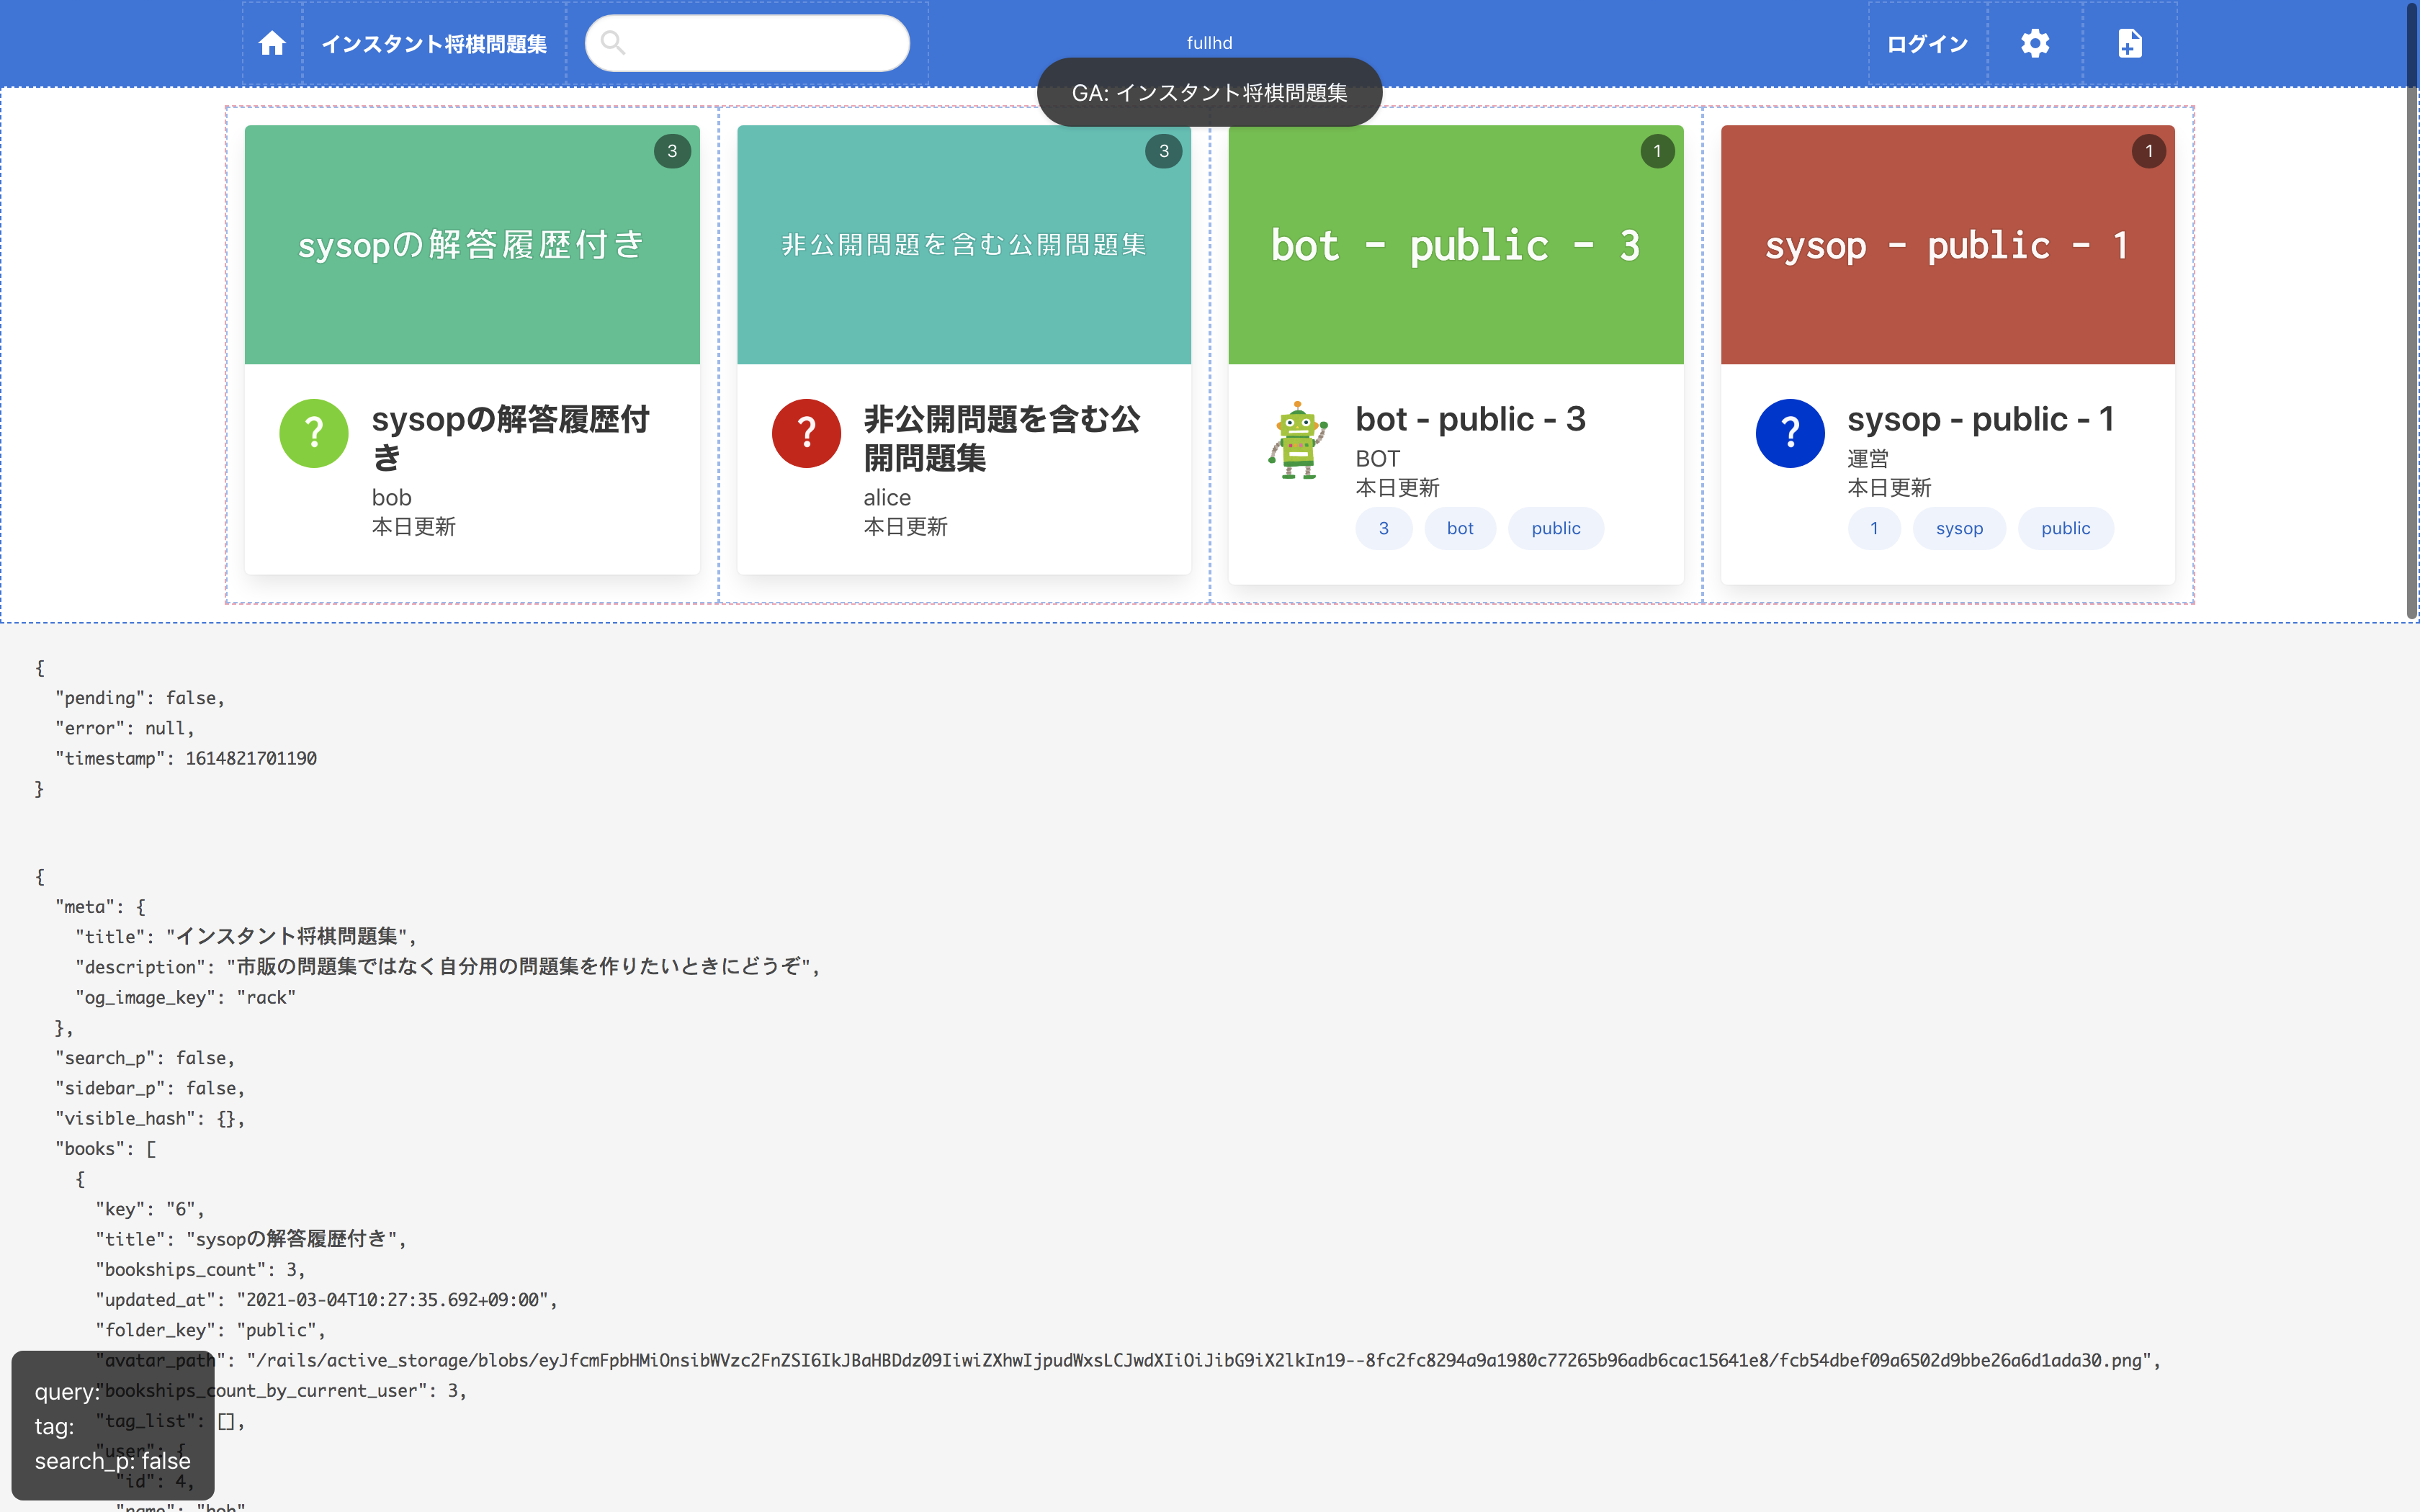 インスタント将棋問題集
fullhd
ログイン
GA: インスタント将棋問題集
3
sysopの解答履歴付き
?
sysopの解答履歴付
き
bob
本日更新
3
非公開問題を含む公開問題集
?
非公開問題を含む公
開問題集
alice
本日更新
1
bot - public - 3
bot - public - 3
BOT
本日更新
3 bot public
1
sysop - public - 1
?
sysop - public - 1
運営
本日更新
1 sysop public
{
"pending": false,
"error": null,
"timestamp": 1614821701190
}
{
"meta": {
"title": "インスタント将棋問題集",
"description": "市販の問題集ではなく自分用の問題集を作りたいときにどうぞ",
"og_image_key": "rack"
},
"search_p": false,
"sidebar_p": false,
"visible_hash": {},
"books": [
{
"key": "6",
"title": "sysopの解答履歴付き",
"bookships_count": 3,
"updated_at": "2021-03-04T10:27:35.692+09:00",
"folder_key": "public",
"avatar_path": "/rails/active_storage/blobs/eyJfcmFpbHMiOnsibWVzc2FnZSI6IkJBaHBDdz09IiwiZXhwIjpudWxsLCJwdXIiOiJibG9iX2lkIn19--8fc2fc8294a9a1980c77265b96adb6cac15641e8/fcb54dbef09a6502d9bbe26a6d1ada30.png",
"bookships_count_by_current_user": 3,
"tag_list": [],
"user": {
"id": 4,
"name": "bob"
query:
tag:
search_p: false